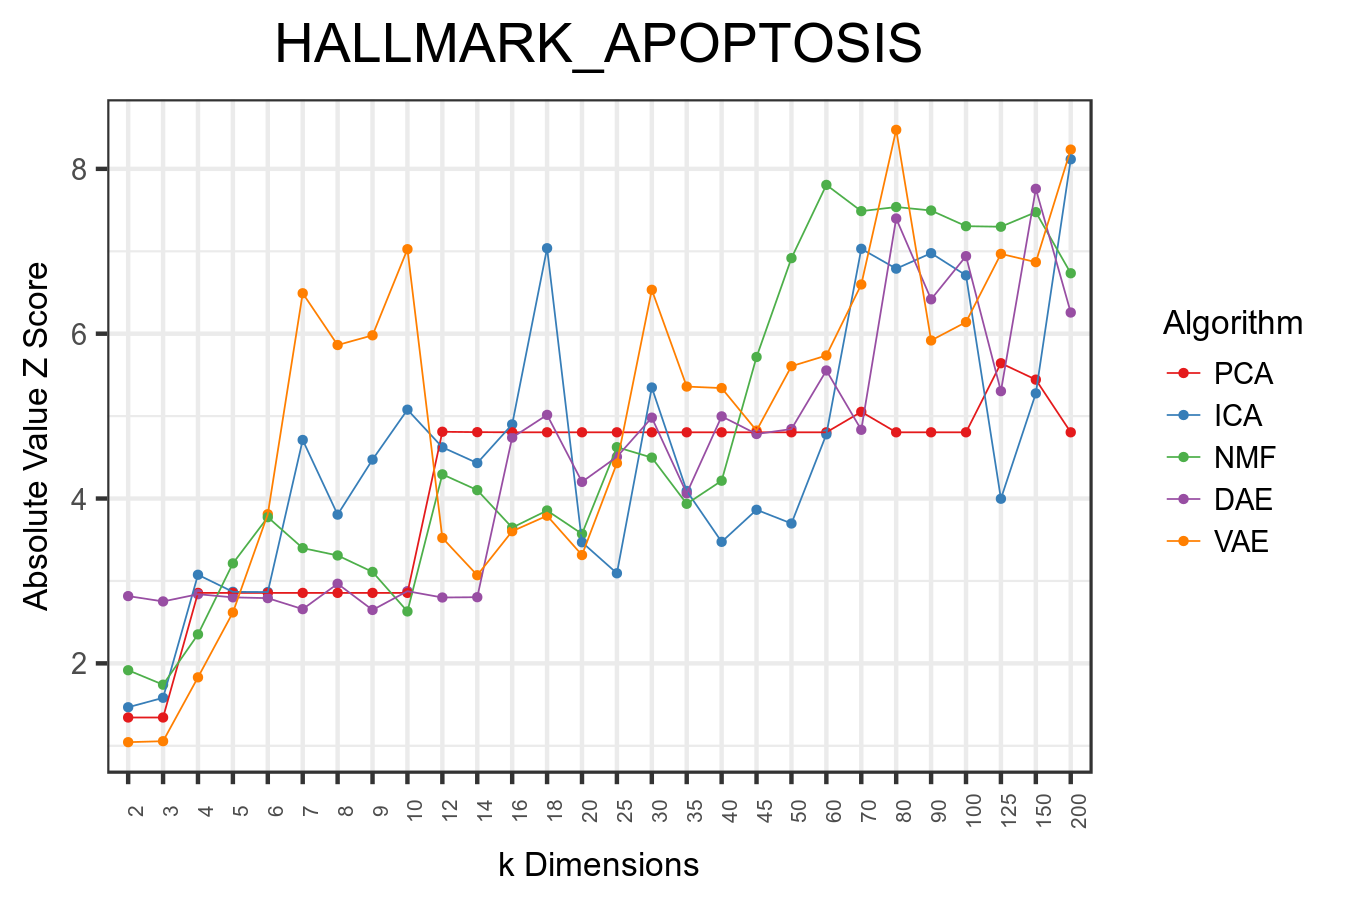 HALLMARK_APOPTOSIS
Absolute Value Z Score
8
6
4
2
2 3 4 5 6 7 8 9 10 12 14 16 18 20 25 30 35 40 45 50 60 70 80 90 100 125 150 200
k Dimensions
Algorithm
PCA
ICA
NMF
DAE
VAE